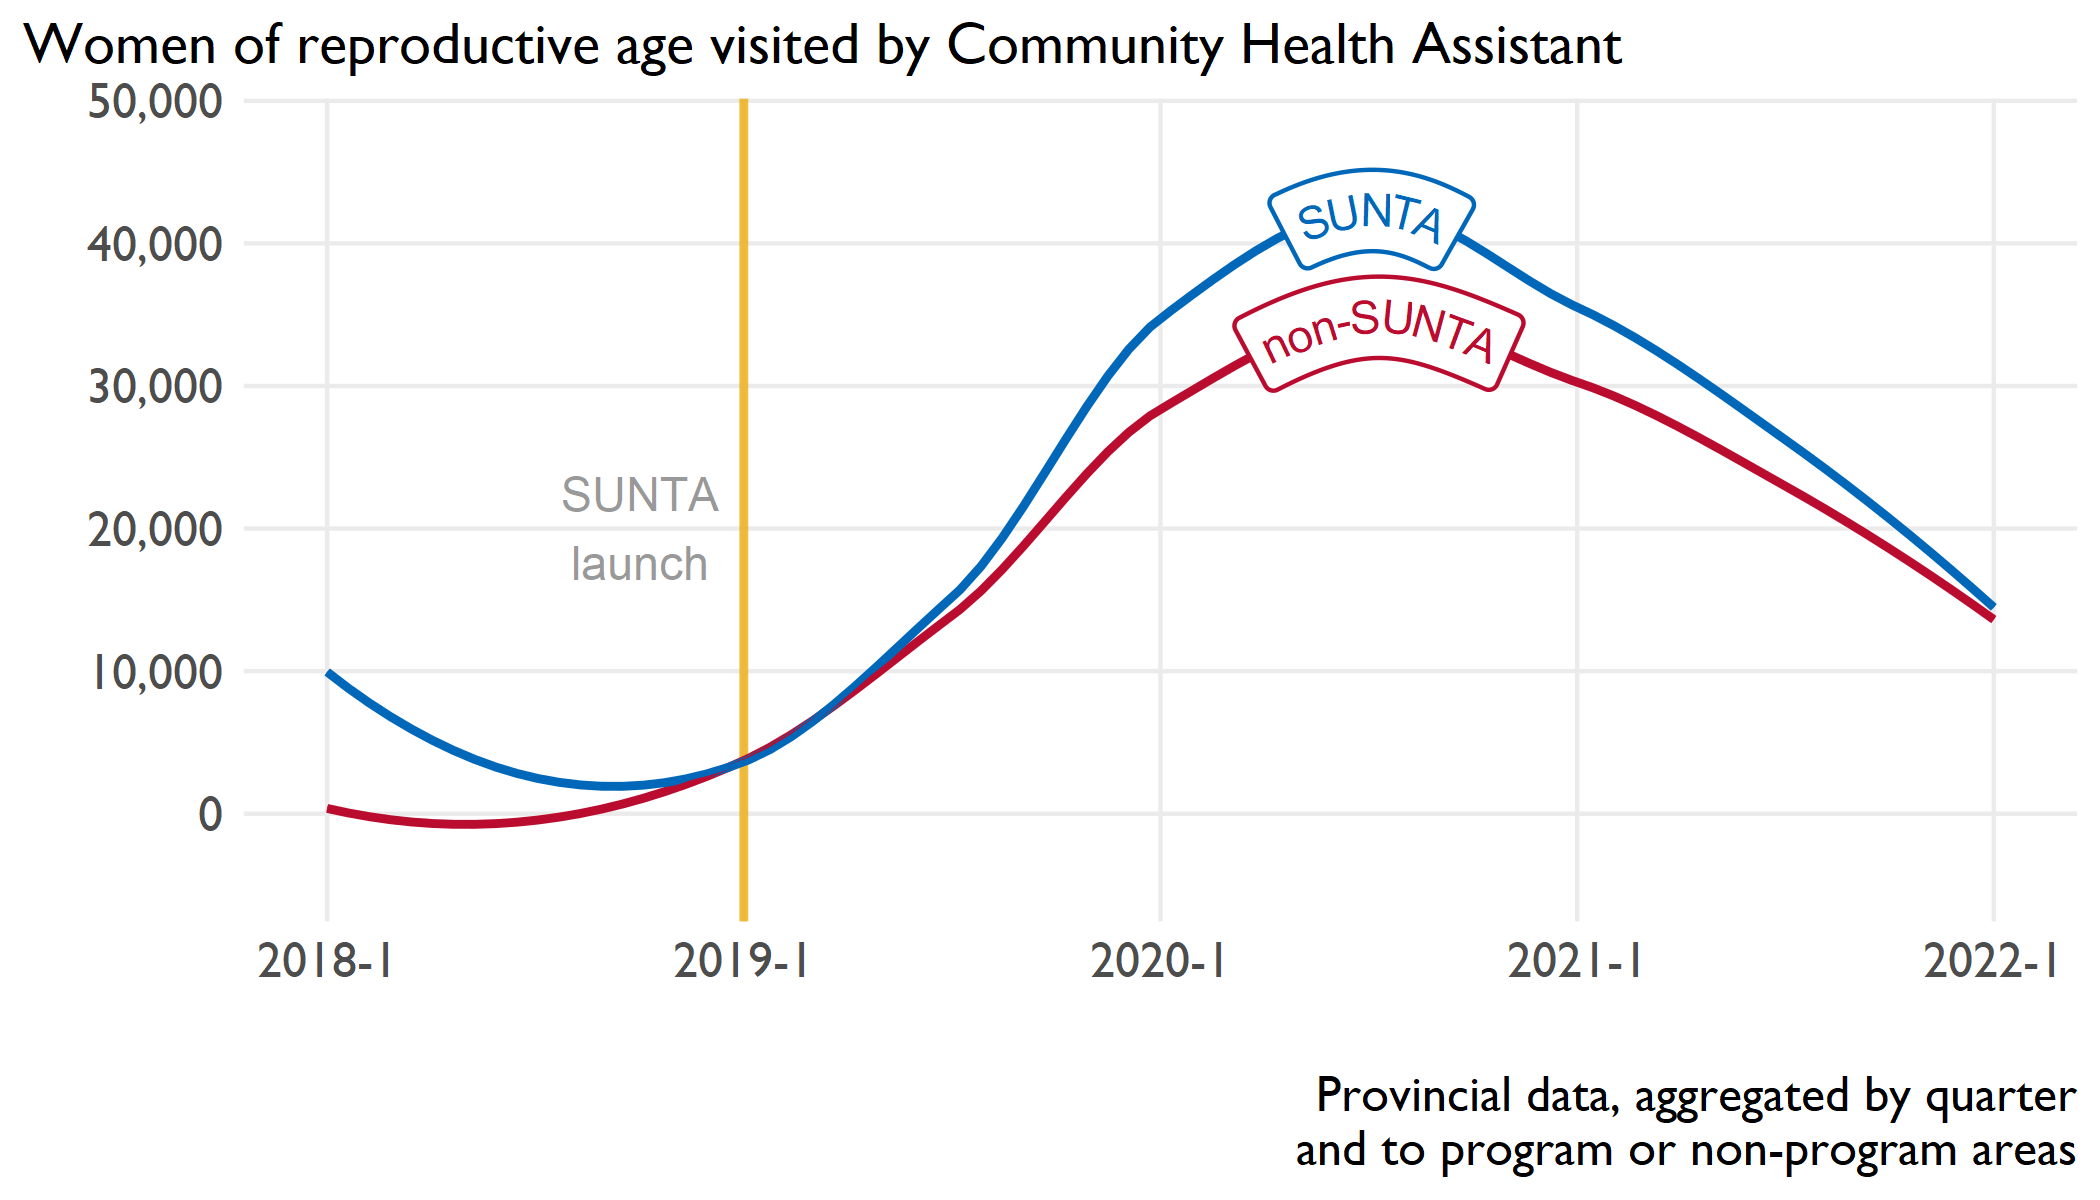 Women of reproductive age visited by Community Health Assistant
50,000
40,000
30,000
20,000
10,000
0
SUNTA
non-SUNTA
SUNTA
launch
2018-1
2019-1
2020-1
2021-1
2022-1
Provincial data, aggregated by quarter
and to program or non-program areas